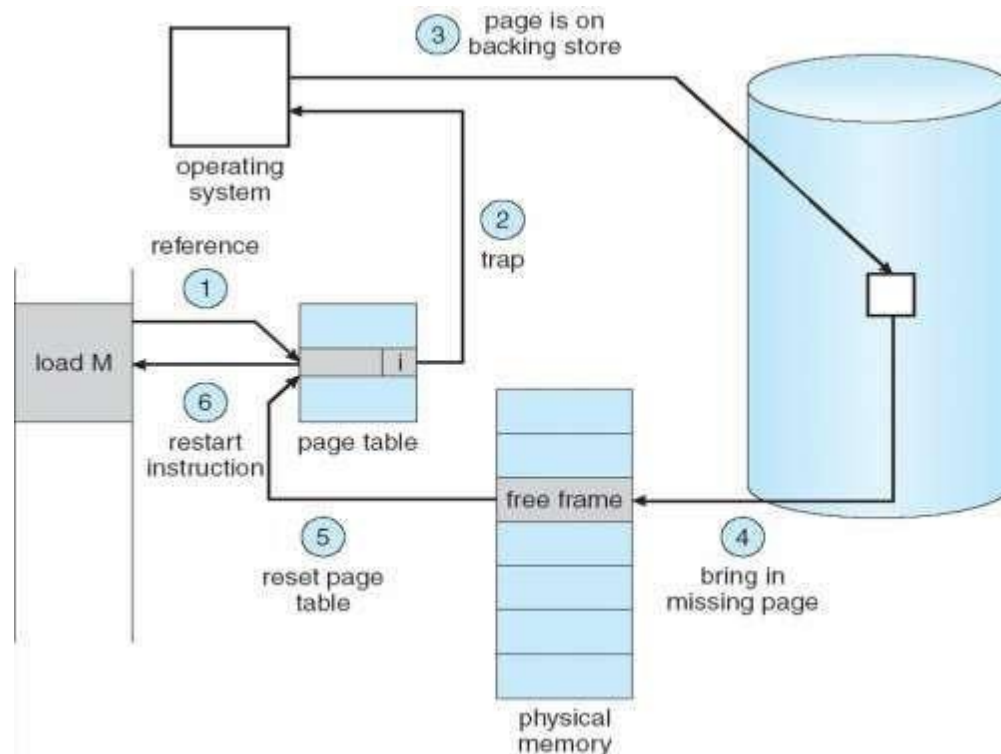 3
page is on
backing store
operating
system
2
trap
reference
1
load M
i
6
restart
instruction
page table
free frame
5
reset page
table
4
bring in
missing page
physical
memory